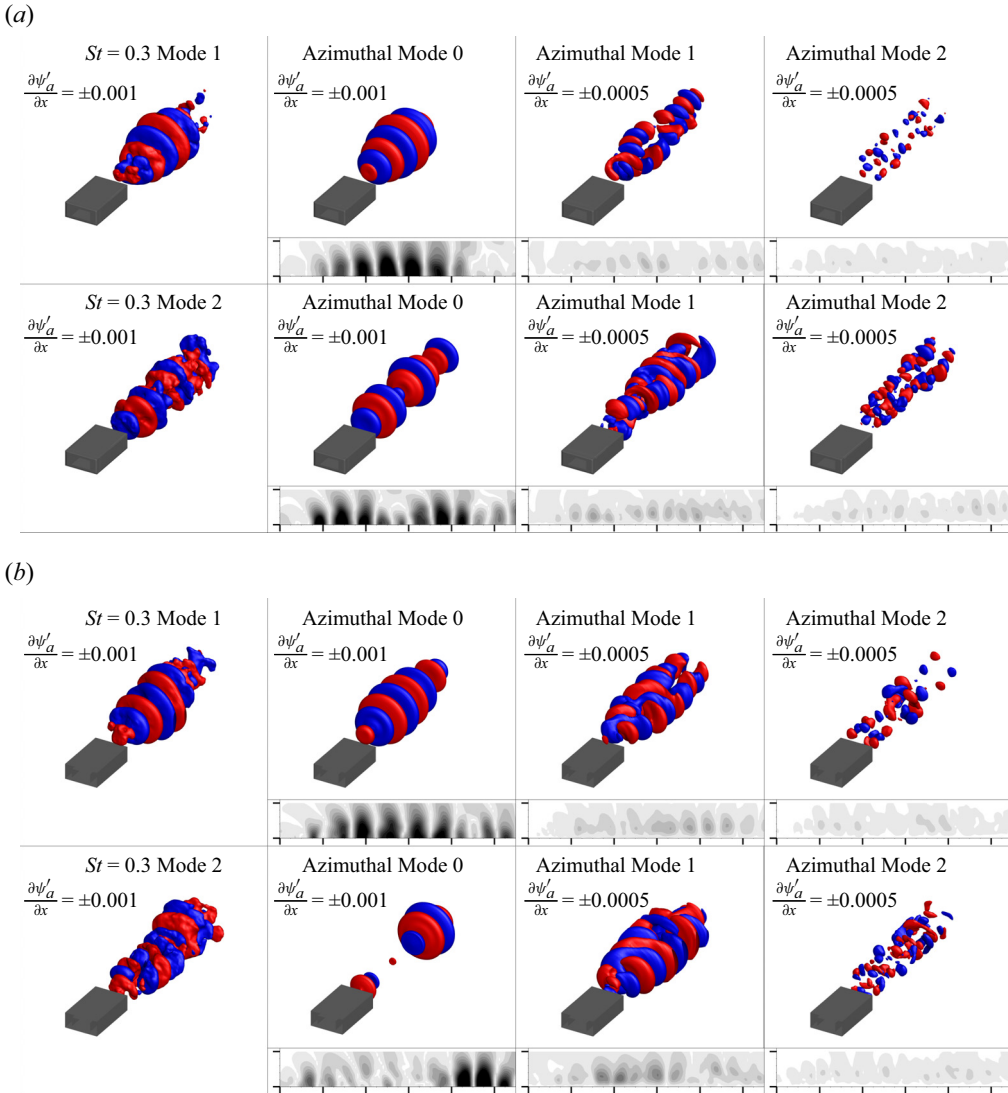 (a)
St = 0.3 Mode 1 Azimuthal Mode 0 Azimuthal Mode 1 Azimuthal Mode 2
∂ψ′a/∂x = ±0.001 ∂ψ′a/∂x = ±0.001 ∂ψ′a/∂x = ±0.0005 ∂ψ′a/∂x = ±0.0005
St = 0.3 Mode 2 Azimuthal Mode 0 Azimuthal Mode 1 Azimuthal Mode 2
∂ψ′a/∂x = ±0.001 ∂ψ′a/∂x = ±0.001 ∂ψ′a/∂x = ±0.0005 ∂ψ′a/∂x = ±0.0005
(b)
St = 0.3 Mode 1 Azimuthal Mode 0 Azimuthal Mode 1 Azimuthal Mode 2
∂ψ′a/∂x = ±0.001 ∂ψ′a/∂x = ±0.001 ∂ψ′a/∂x = ±0.0005 ∂ψ′a/∂x = ±0.0005
St = 0.3 Mode 2 Azimuthal Mode 0 Azimuthal Mode 1 Azimuthal Mode 2
∂ψ′a/∂x = ±0.001 ∂ψ′a/∂x = ±0.001 ∂ψ′a/∂x = ±0.0005 ∂ψ′a/∂x = ±0.0005